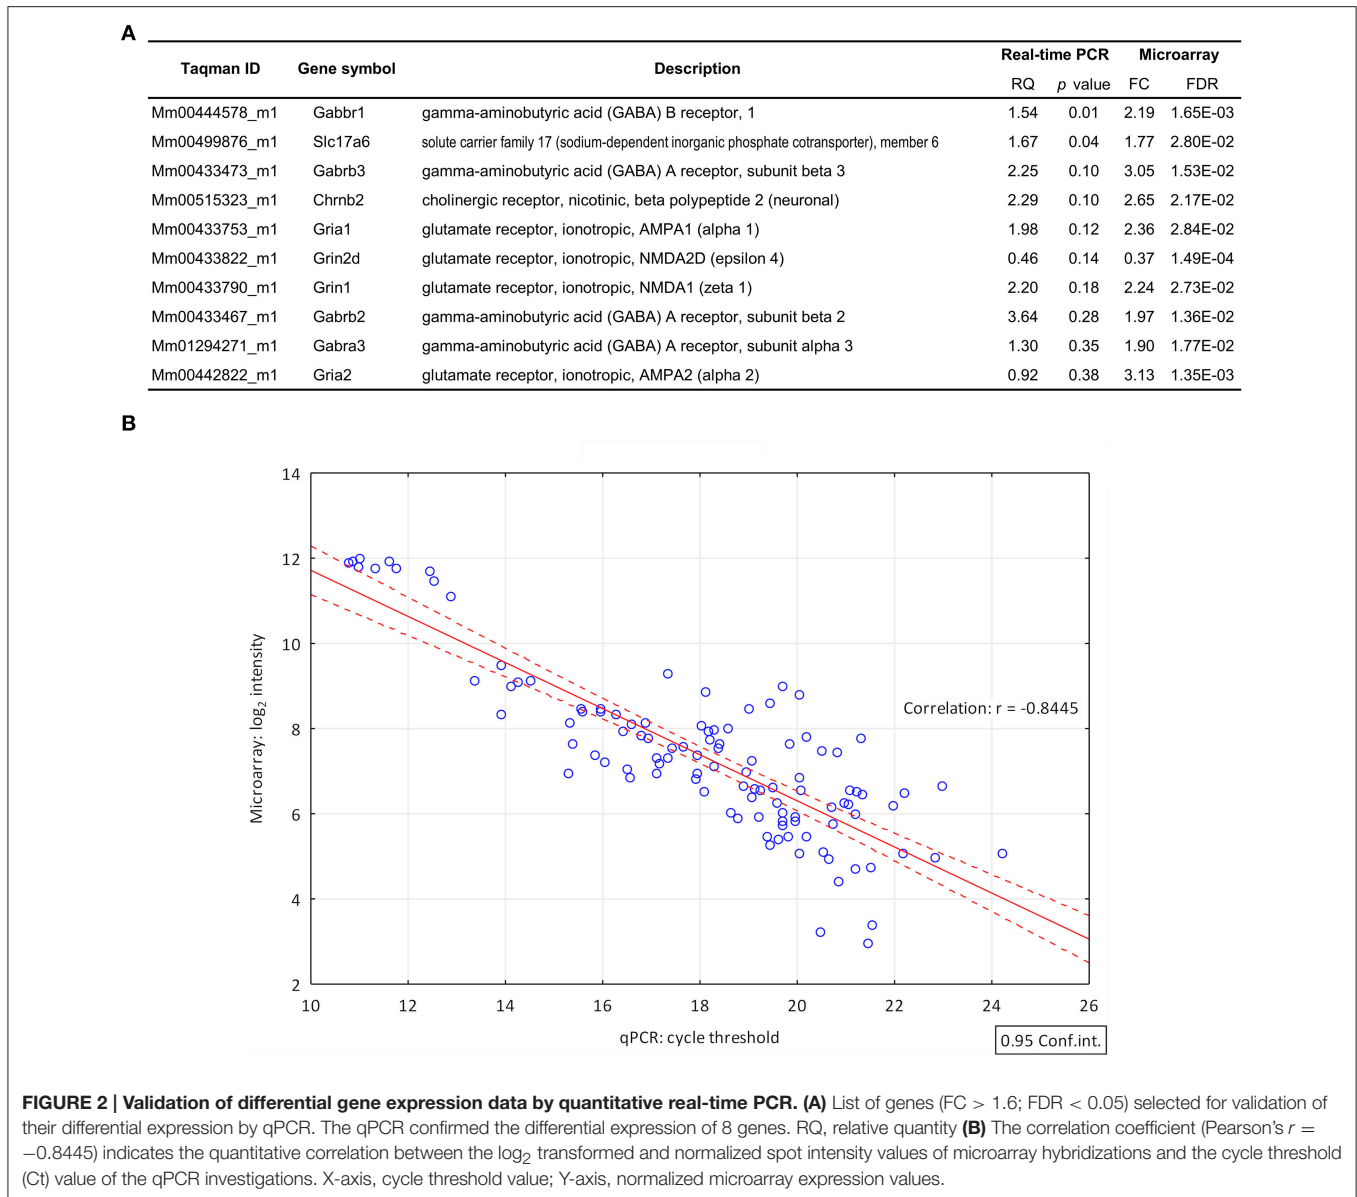 A
Real-time PCR Microarray
Taqman ID Gene symbol Description
RQ p value FC FDR
Mm00444578_m1 Gabbr1 gamma-aminobutyric acid (GABA) B receptor, 1 1.54 0.01 2.19 1.65E-03
Mm00499876_m1 Slc17a6 solute carrier family 17 (sodium-dependent inorganic phosphate cotransporter), member 6 1.67 0.04 1.77 2.80E-02
Mm00433473_m1 Gabrb3 gamma-aminobutyric acid (GABA) A receptor, subunit beta 3 2.25 0.10 3.05 1.53E-02
Mm00515323_m1 Chrnb2 cholinergic receptor, nicotinic, beta polypeptide 2 (neuronal) 2.29 0.10 2.65 2.17E-02
Mm00433753_m1 Gria1 glutamate receptor, ionotropic, AMPA1 (alpha 1) 1.98 0.12 2.36 2.84E-02
Mm00433822_m1 Grin2d glutamate receptor, ionotropic, NMDA2D (epsilon 4) 0.46 0.14 0.37 1.49E-04
Mm00433790_m1 Grin1 glutamate receptor, ionotropic, NMDA1 (zeta 1) 2.20 0.18 2.24 2.73E-02
Mm00433467_m1 Gabrb2 gamma-aminobutyric acid (GABA) A receptor, subunit beta 2 3.64 0.28 1.97 1.36E-02
Mm01294271_m1 Gabra3 gamma-aminobutyric acid (GABA) A receptor, subunit alpha 3 1.30 0.35 1.90 1.77E-02
Mm00442822_m1 Gria2 glutamate receptor, ionotropic, AMPA2 (alpha 2) 0.92 0.38 3.13 1.35E-03
B
14
12
10
8
6
4
2
Microarray: log2 intensity
Correlation: r = -0.8445
10 12 14 16 18 20 22 24 26
qPCR: cycle threshold
0.95 Conf.int.
FIGURE 2 | Validation of differential gene expression data by quantitative real-time PCR. (A) List of genes (FC > 1.6; FDR < 0.05) selected for validation of
their differential expression by qPCR. The qPCR confirmed the differential expression of 8 genes. RQ, relative quantity (B) The correlation coefficient (Pearson's r =
−0.8445) indicates the quantitative correlation between the log2 transformed and normalized spot intensity values of microarray hybridizations and the cycle threshold
(Ct) value of the qPCR investigations. X-axis, cycle threshold value; Y-axis, normalized microarray expression values.